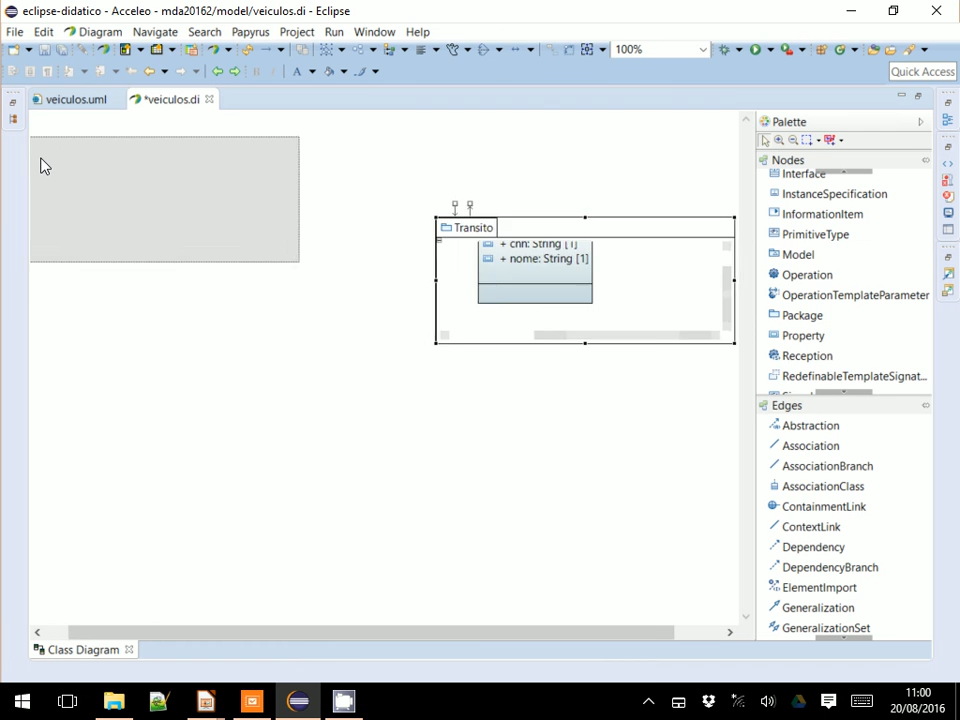 eclipse-didatico - Acceleo - mda20162/model/veiculos.di - Eclipse
File Edit Diagram Navigate Search Papyrus Project Run Window Help
100%
Quick Access
veiculos.uml *veiculos.di
Palette
Nodes
Interface
InstanceSpecification
InformationItem
PrimitiveType
Model
Operation
OperationTemplateParameter
Package
Property
Reception
RedefinableTemplateSignat...
Edges
Abstraction
Association
AssociationBranch
AssociationClass
ContainmentLink
ContextLink
Dependency
DependencyBranch
ElementImport
Generalization
GeneralizationSet
Transito
+ cnh: String [1]
+ nome: String [1]
Class Diagram
11:00
20/08/2016